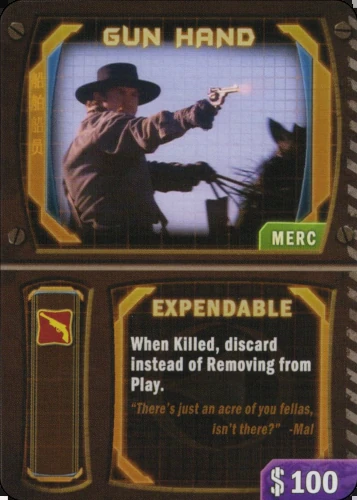 GUN HAND
MERC
EXPENDABLE
When Killed, discard
instead of Removing from
Play.
"There's just an acre of you fellas,
isn't there?" -Mal
$100